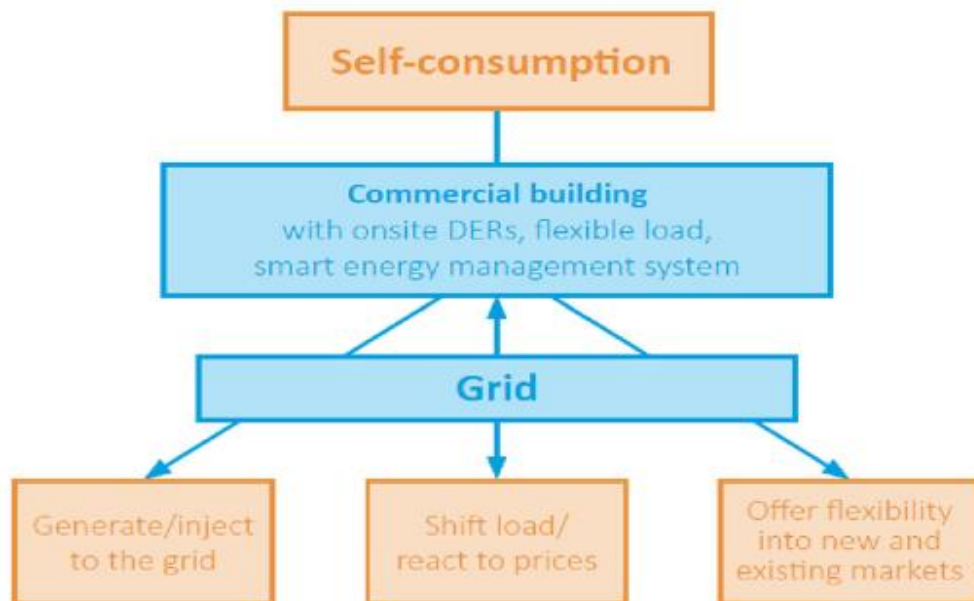 Self-consumption
Commercial building
with onsite DERs, flexible load,
smart energy management system
Grid
Generate/inject
to the grid
Shift load/
react to prices
Offer flexibility
into new and
existing markets